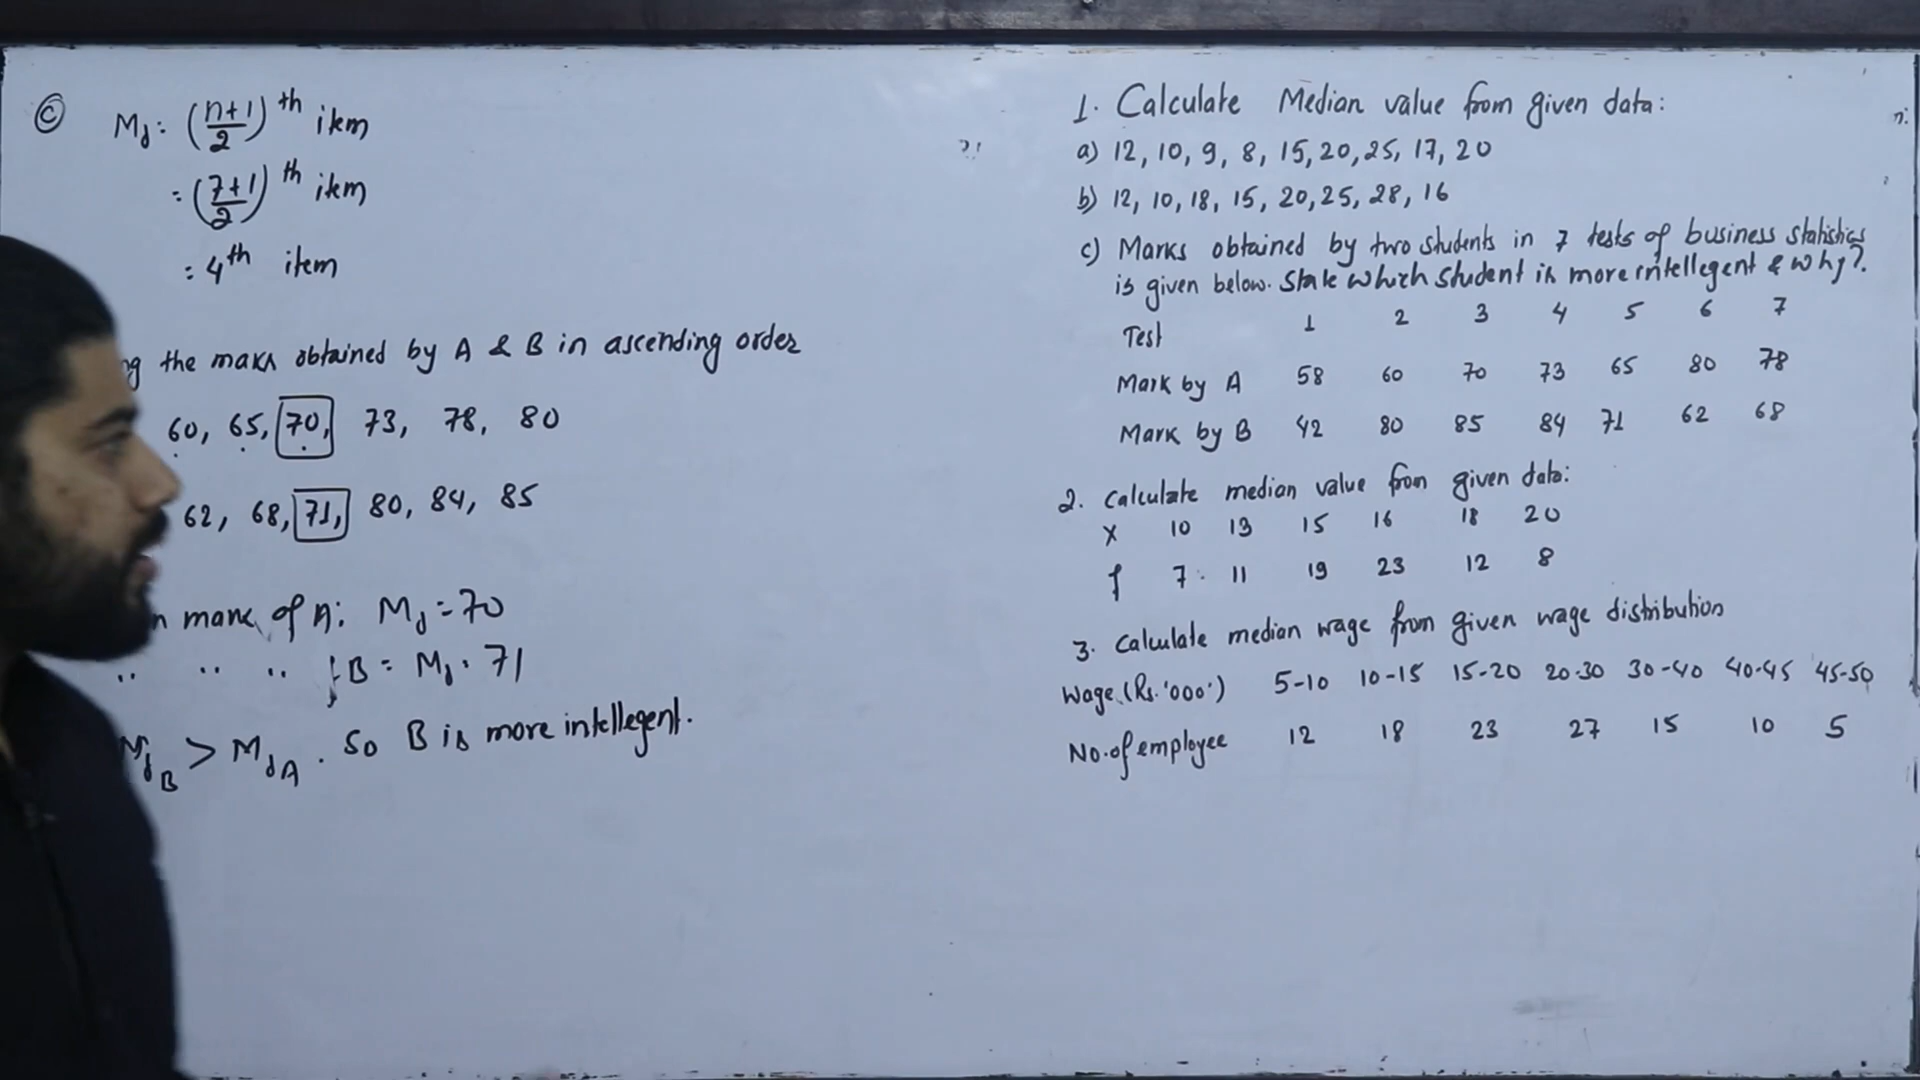 © Md: (n+1/2)th item
= (7+1/2)th item
= 4th item
the marks obtained by A & B in ascending order
60, 65, 70, 73, 78, 80
62, 68, 71, 80, 84, 85
mark of A: Md = 70
" " " B = Md = 71
MdB > MdA. So B is more intellegent.
1. Calculate Median value from given data:
a) 12, 10, 9, 8, 15, 20, 25, 17, 20
b) 12, 10, 18, 15, 20, 25, 28, 16
c) Marks obtained by two students in 7 tests of business statistics
is given below. State which student is more intellegent & why?.
Test 1 2 3 4 5 6 7
Mark by A 58 60 70 73 65 80 78
Mark by B 42 80 85 84 71 62 68
2. Calculate median value from given data:
X 10 13 15 16 18 20
f 7 11 19 23 12 8
3. Calculate median wage from given wage distribution
Wage (Rs. '000') 5-10 10-15 15-20 20-30 30-40 40-45 45-50
No. of employee 12 18 23 27 15 10 5